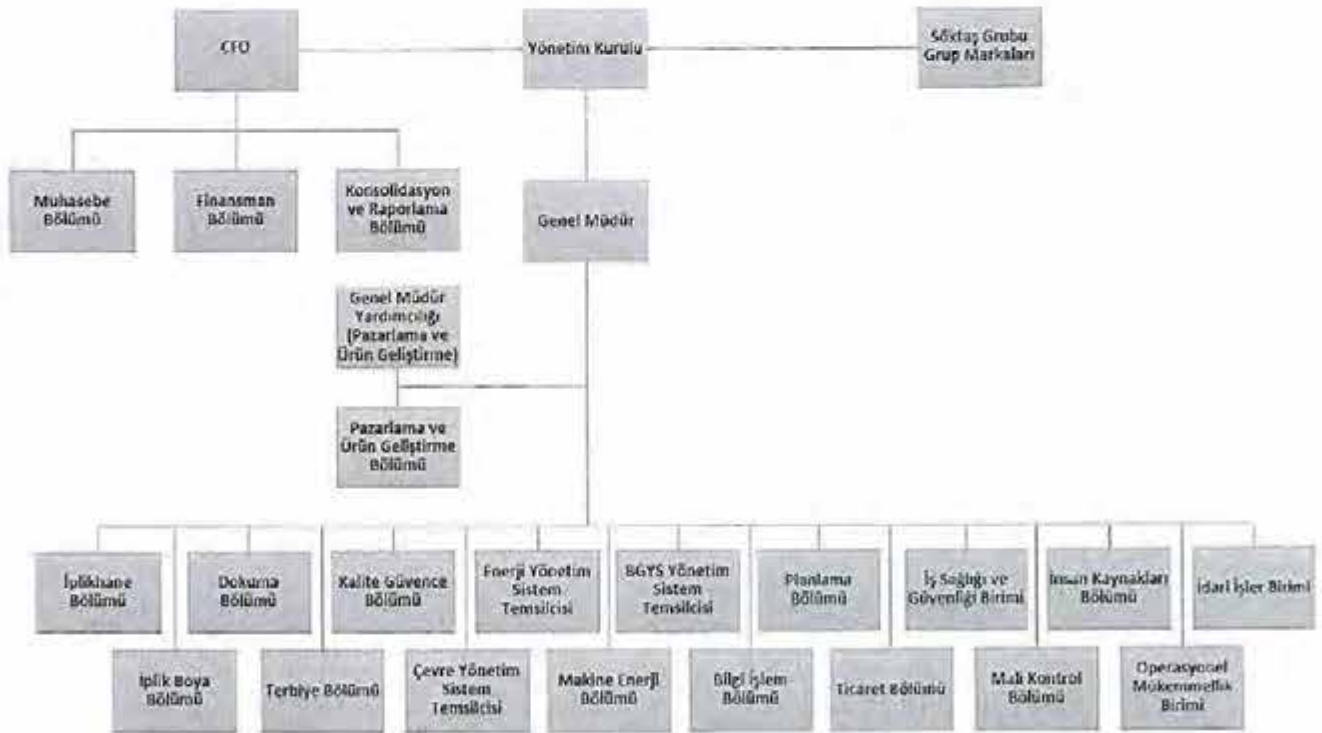 CFO
Yönetim Kurulu
Söktaş Grubu
Grup Markaları
Muhasebe
Bölümü
Finansman
Bölümü
Konsolidasyon
ve Raporlama
Bölümü
Genel Müdür
Genel Müdür
Yardımcılığı
(Pazarlama ve
Ürün Geliştirme)
Pazarlama ve
Ürün Geliştirme
Bölümü
İplikhane
Bölümü
Dokuma
Bölümü
Kalite Güvence
Bölümü
Enerji Yönetim
Sistem
Temsilcisi
BGYS Yönetim
Sistem
Temsilcisi
Planlama
Bölümü
İş Sağlığı ve
Güvenliği Birimi
İnsan Kaynakları
Bölümü
İdari İşler Birimi
İplik Boya
Bölümü
Terbiye Bölümü
Çevre Yönetim
Sistem
Temsilcisi
Makine Enerji
Bölümü
Bilgi İşlem
Bölümü
Ticaret Bölümü
Mali Kontrol
Bölümü
Operasyonel
Mükemmellik
Birimi